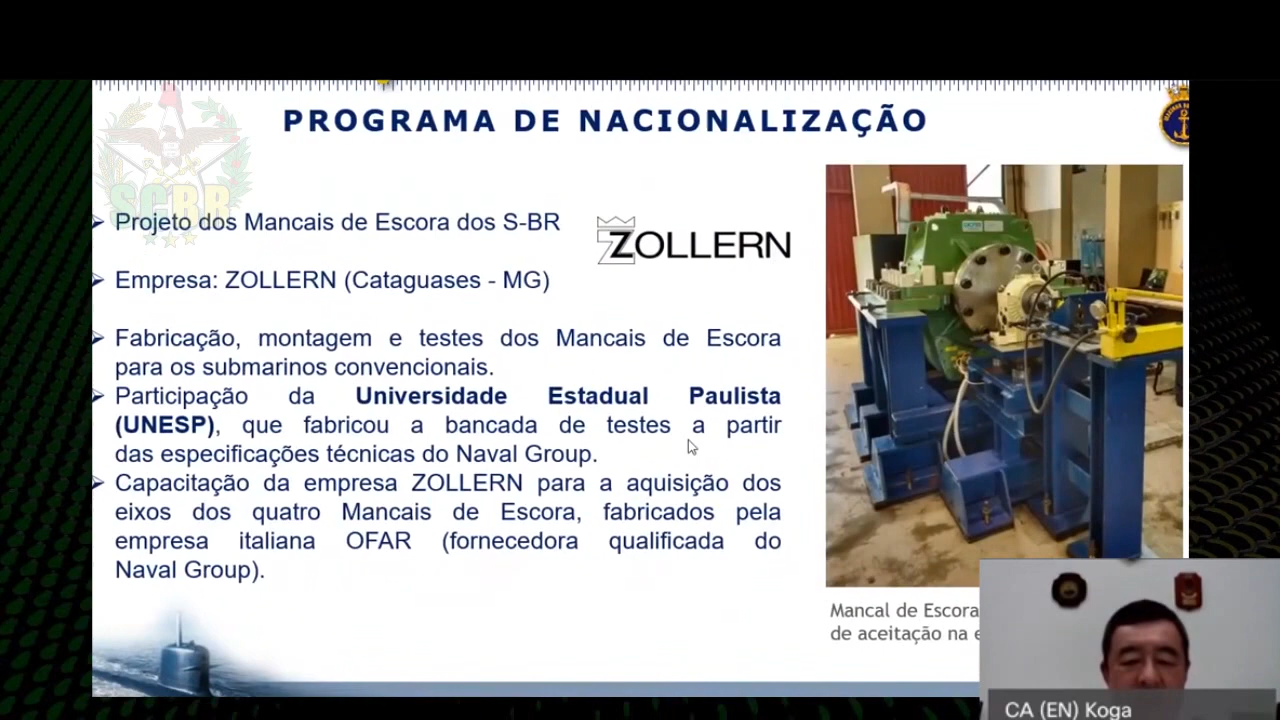 PROGRAMA DE NACIONALIZAÇÃO
SCBR
Projeto dos Mancais de Escora dos S-BR
ZOLLERN
Empresa: ZOLLERN (Cataguases - MG)
Fabricação, montagem e testes dos Mancais de Escora
para os submarinos convencionais.
Participação da Universidade Estadual Paulista
(UNESP), que fabricou a bancada de testes a partir
das especificações técnicas do Naval Group.
Capacitação da empresa ZOLLERN para a aquisição dos
eixos dos quatro Mancais de Escora, fabricados pela
empresa italiana OFAR (fornecedora qualificada do
Naval Group).
Mancal de Escora
de aceitação na
CA (EN) Koga